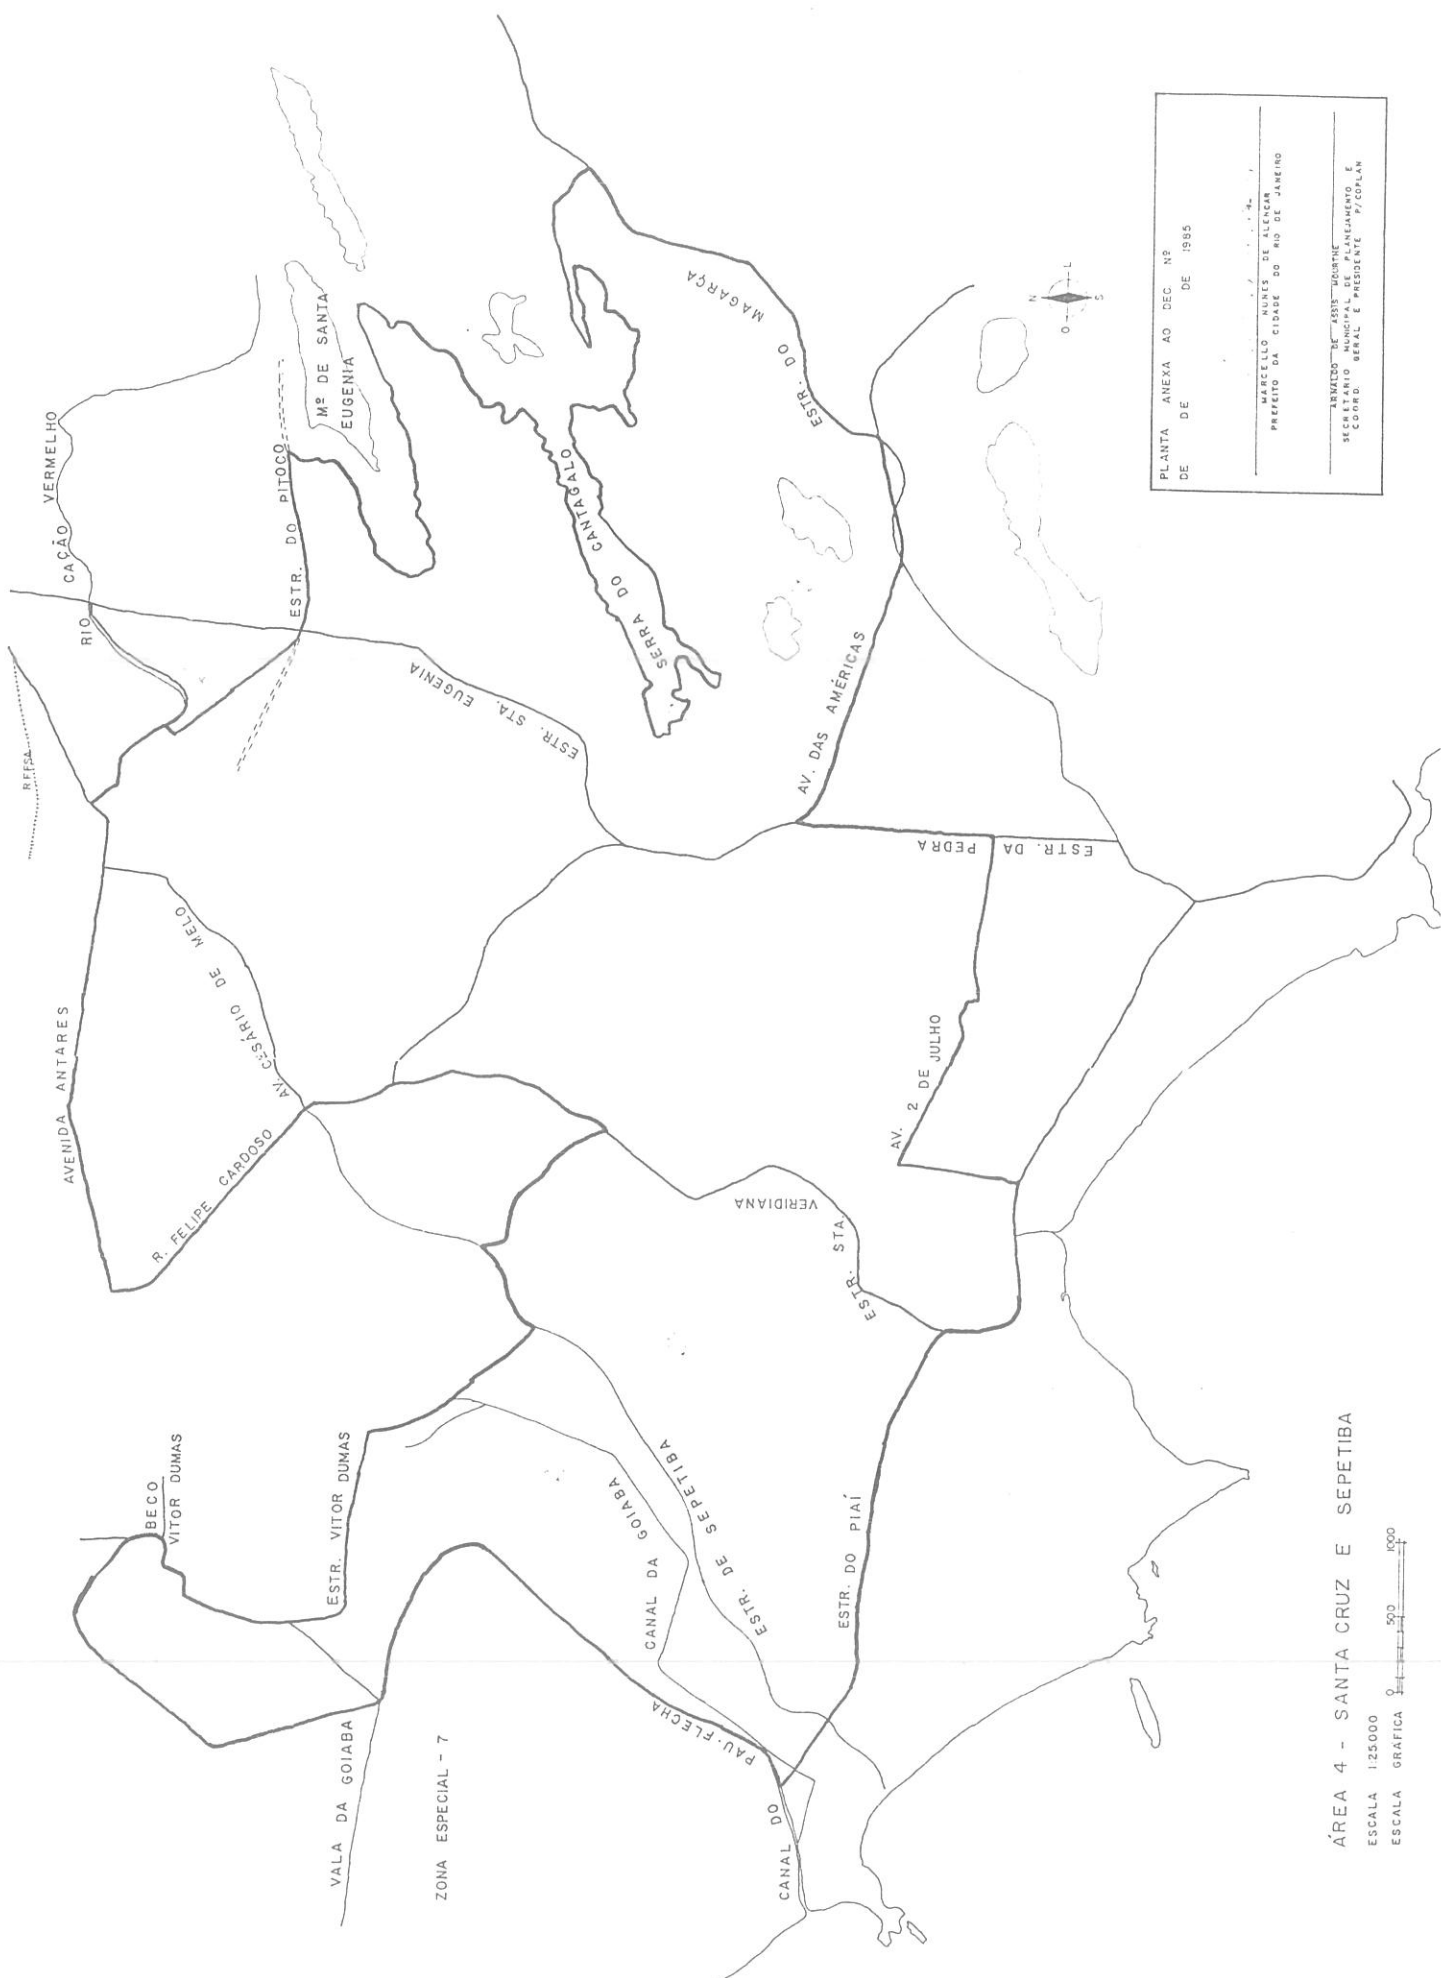 RFFSA
RIO CAÇÃO VERMELHO
AVENIDA ANTARES
Mº DE SANTA
EUGENIA
ESTR. DO PITOCO
BECO
VITOR DUMAS
R. FELIPE CARDOSO
AV. CESÁRIO DE MELO
ESTR. STA. EUGENIA
SERRA DO CANTAGALO
ESTR. DO MAGARÇA
VALA DA GOIABA
ESTR. VITOR DUMAS
ZONA ESPECIAL - 7
CANAL DA GOIABA
ESTR. DE SEPETIBA
ESTR. STA. VERIDIANA
AV. DAS AMÉRICAS
CANAL DO PAU-FLECHA
ESTR. DO PIAÍ
AV. 2 DE JULHO
ESTR. DA PEDRA
N
O
L
S
ÁREA 4 - SANTA CRUZ E SEPETIBA
ESCALA 1:25000
ESCALA GRÁFICA
0 500 1000
PLANTA ANEXA AO DEC. Nº
DE DE DE 1985
MARCELLO NUNES DE ALENCAR
PREFEITO DA CIDADE DO RIO DE JANEIRO
ARNALDO DE ASSIS MOURTHÉ
SECRETARIO MUNICIPAL DE PLANEJAMENTO E
COORD. GERAL E PRESIDENTE P/COPLAN